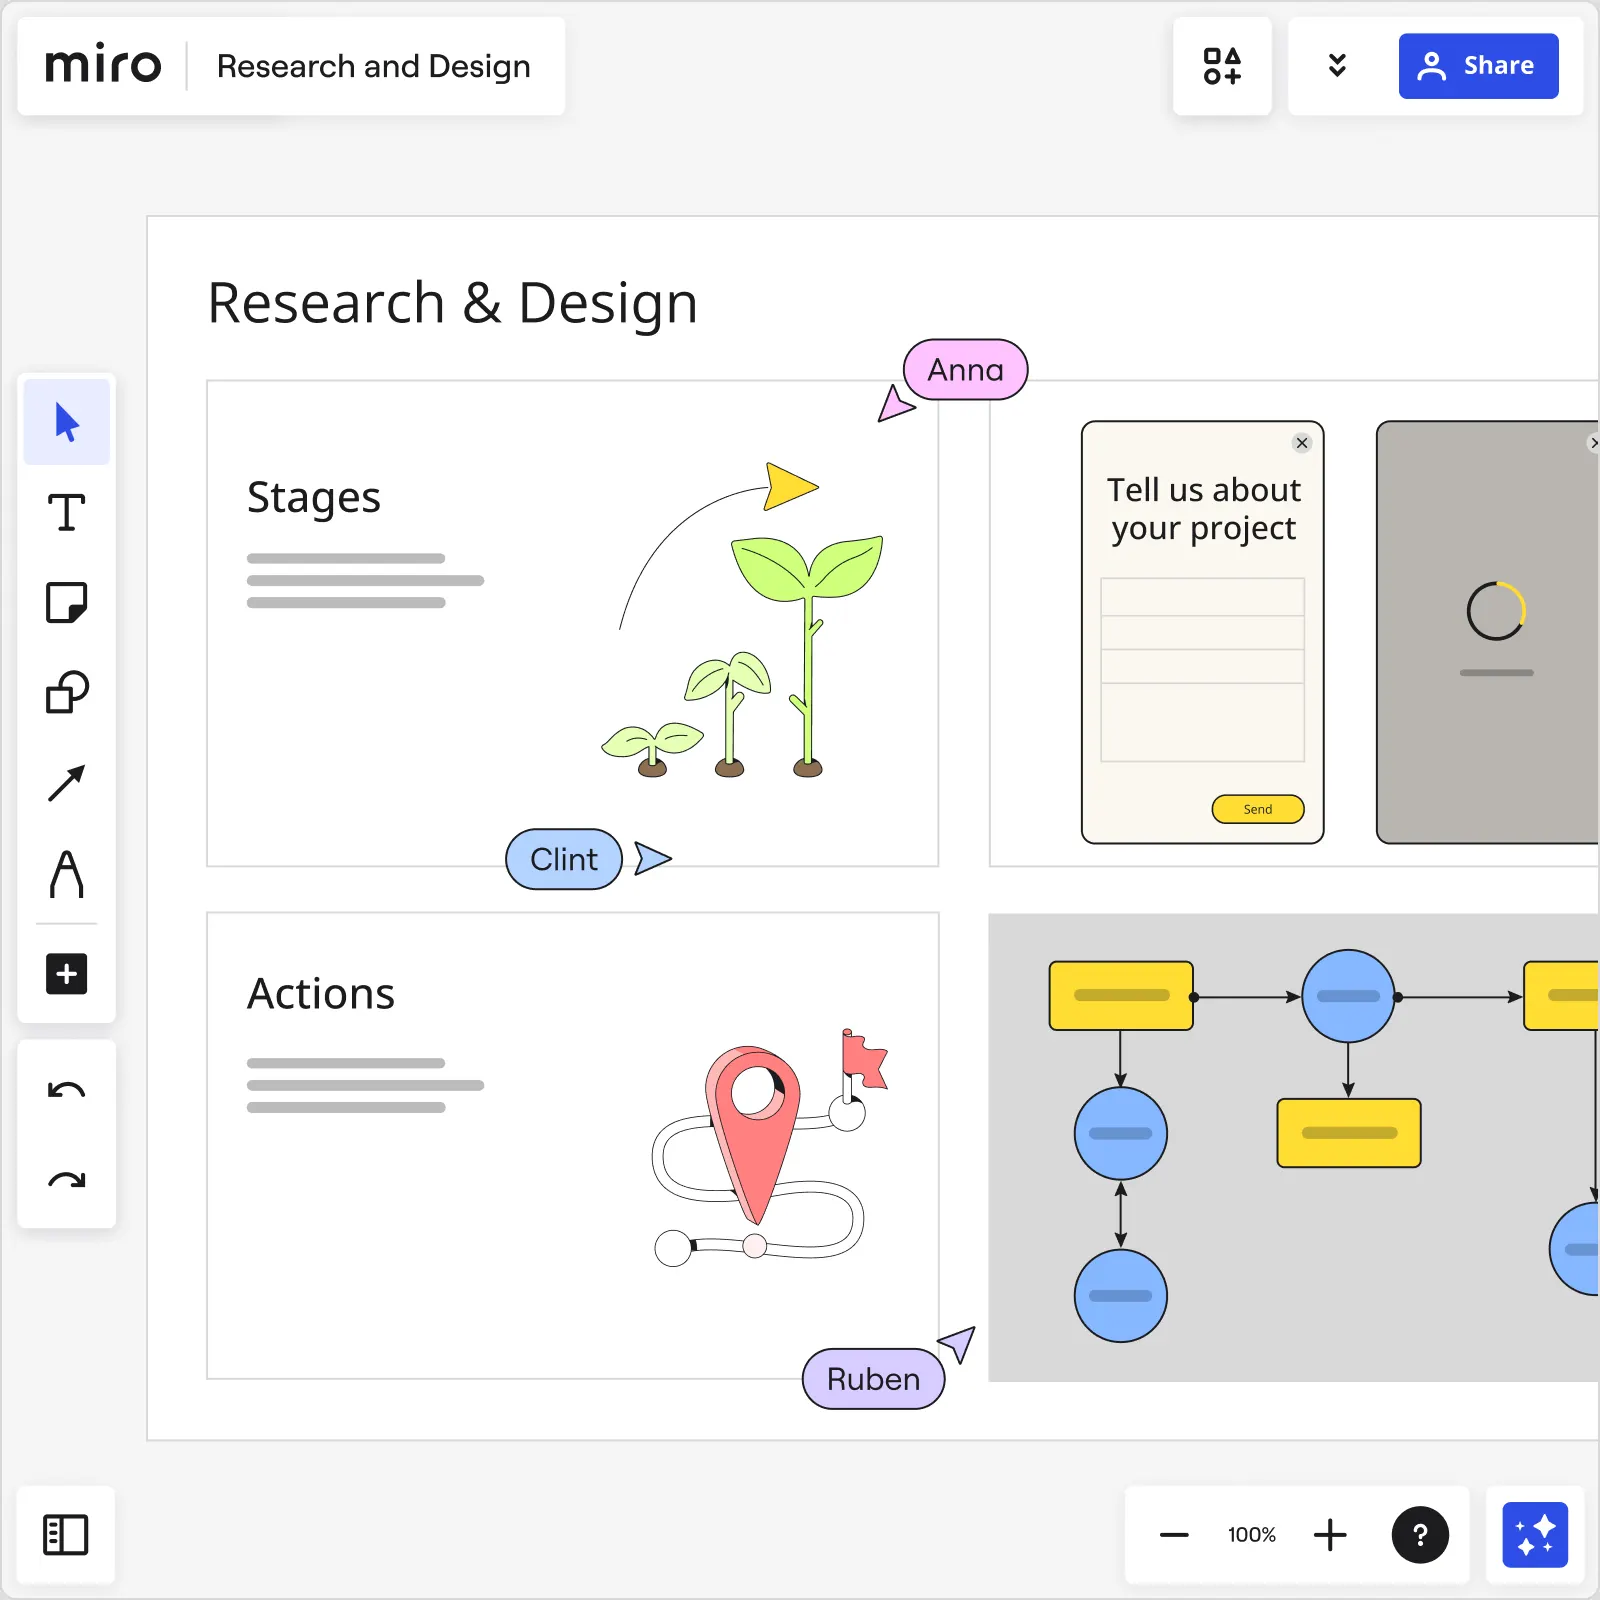 miro
Research and Design
Share
Research & Design
Anna
Stages
Tell us about
your project
Send
Clint
Actions
Ruben
100%
?